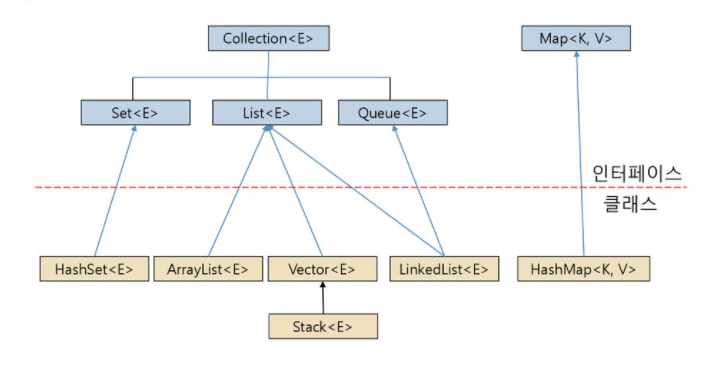 Collection<E>
Map<K, V>
Set<E>
List<E>
Queue<E>
인터페이스
클래스
HashSet<E>
ArrayList<E>
Vector<E>
LinkedList<E>
HashMap<K, V>
Stack<E>